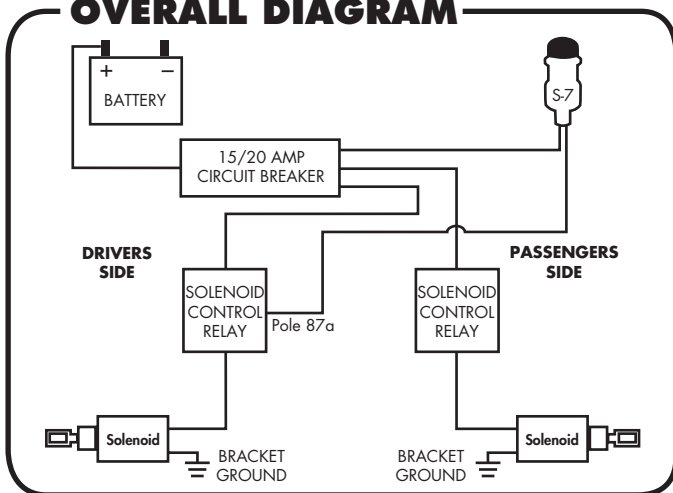 OVERALL DIAGRAM
+ −
BATTERY
S-7
15/20 AMP
CIRCUIT BREAKER
DRIVERS
SIDE
PASSENGERS
SIDE
SOLENOID
CONTROL
RELAY
Pole 87a
SOLENOID
CONTROL
RELAY
Solenoid
BRACKET
GROUND
BRACKET
GROUND
Solenoid